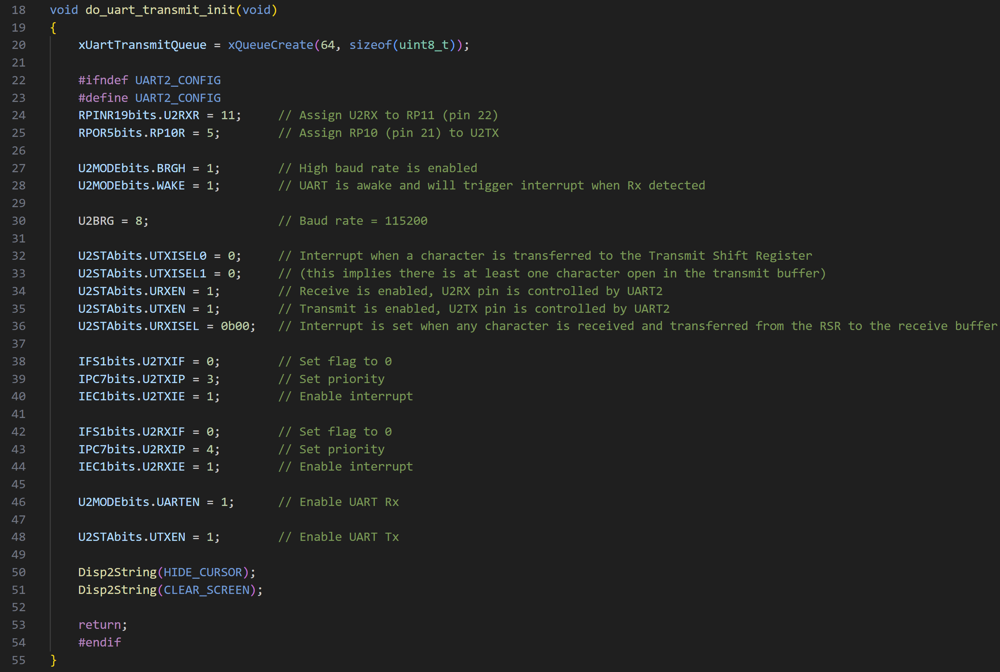 18 void do_uart_transmit_init(void)
19 {
20     xUartTransmitQueue = xQueueCreate(64, sizeof(uint8_t));
21
22     #ifndef UART2_CONFIG
23     #define UART2_CONFIG
24     RPINR19bits.U2RXR = 11;     // Assign U2RX to RP11 (pin 22)
25     RPOR5bits.RP10R = 5;        // Assign RP10 (pin 21) to U2TX
26
27     U2MODEbits.BRGH = 1;        // High baud rate is enabled
28     U2MODEbits.WAKE = 1;        // UART is awake and will trigger interrupt when Rx detected
29
30     U2BRG = 8;                  // Baud rate = 115200
31
32     U2STAbits.UTXISEL0 = 0;     // Interrupt when a character is transferred to the Transmit Shift Register
33     U2STAbits.UTXISEL1 = 0;     // (this implies there is at least one character open in the transmit buffer)
34     U2STAbits.URXEN = 1;        // Receive is enabled, U2RX pin is controlled by UART2
35     U2STAbits.UTXEN = 1;        // Transmit is enabled, U2TX pin is controlled by UART2
36     U2STAbits.URXISEL = 0b00;   // Interrupt is set when any character is received and transferred from the RSR to the receive buffer
37
38     IFS1bits.U2TXIF = 0;        // Set flag to 0
39     IPC7bits.U2TXIP = 3;        // Set priority
40     IEC1bits.U2TXIE = 1;        // Enable interrupt
41
42     IFS1bits.U2RXIF = 0;        // Set flag to 0
43     IPC7bits.U2RXIP = 4;        // Set priority
44     IEC1bits.U2RXIE = 1;        // Enable interrupt
45
46     U2MODEbits.UARTEN = 1;      // Enable UART Rx
47
48     U2STAbits.UTXEN = 1;        // Enable UART Tx
49
50     Disp2String(HIDE_CURSOR);
51     Disp2String(CLEAR_SCREEN);
52
53     return;
54     #endif
55 }